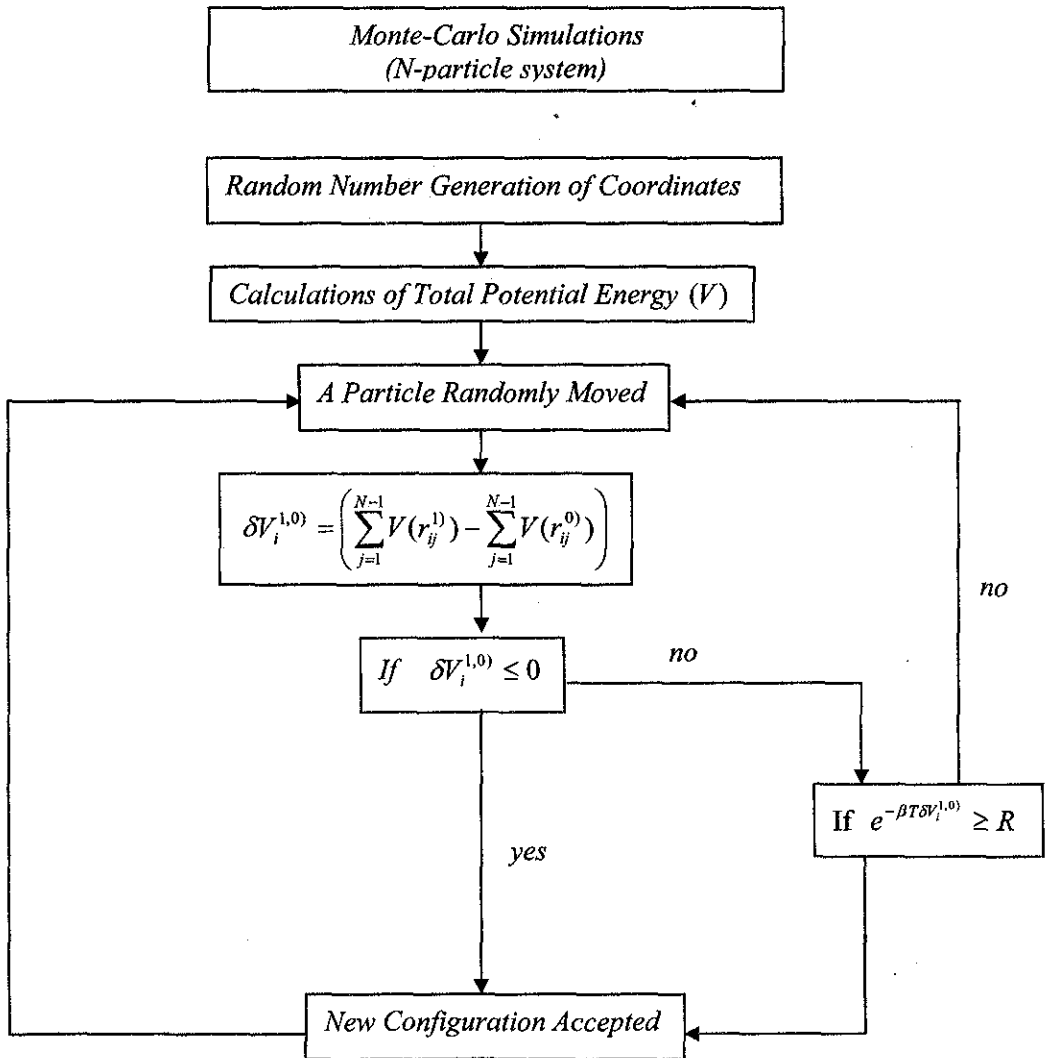 Monte-Carlo Simulations
(N-particle system)
Random Number Generation of Coordinates
Calculations of Total Potential Energy (V)
A Particle Randomly Moved
δV_i^{1,0)} = ( \sum_{j=1}^{N-1} V(r_{ij}^{1)}) − \sum_{j=1}^{N-1} V(r_{ij}^{0)}) )
no
If δV_i^{1,0)} ≤ 0
no
If e^{-βTδV_i^{1,0)}} ≥ R
yes
New Configuration Accepted